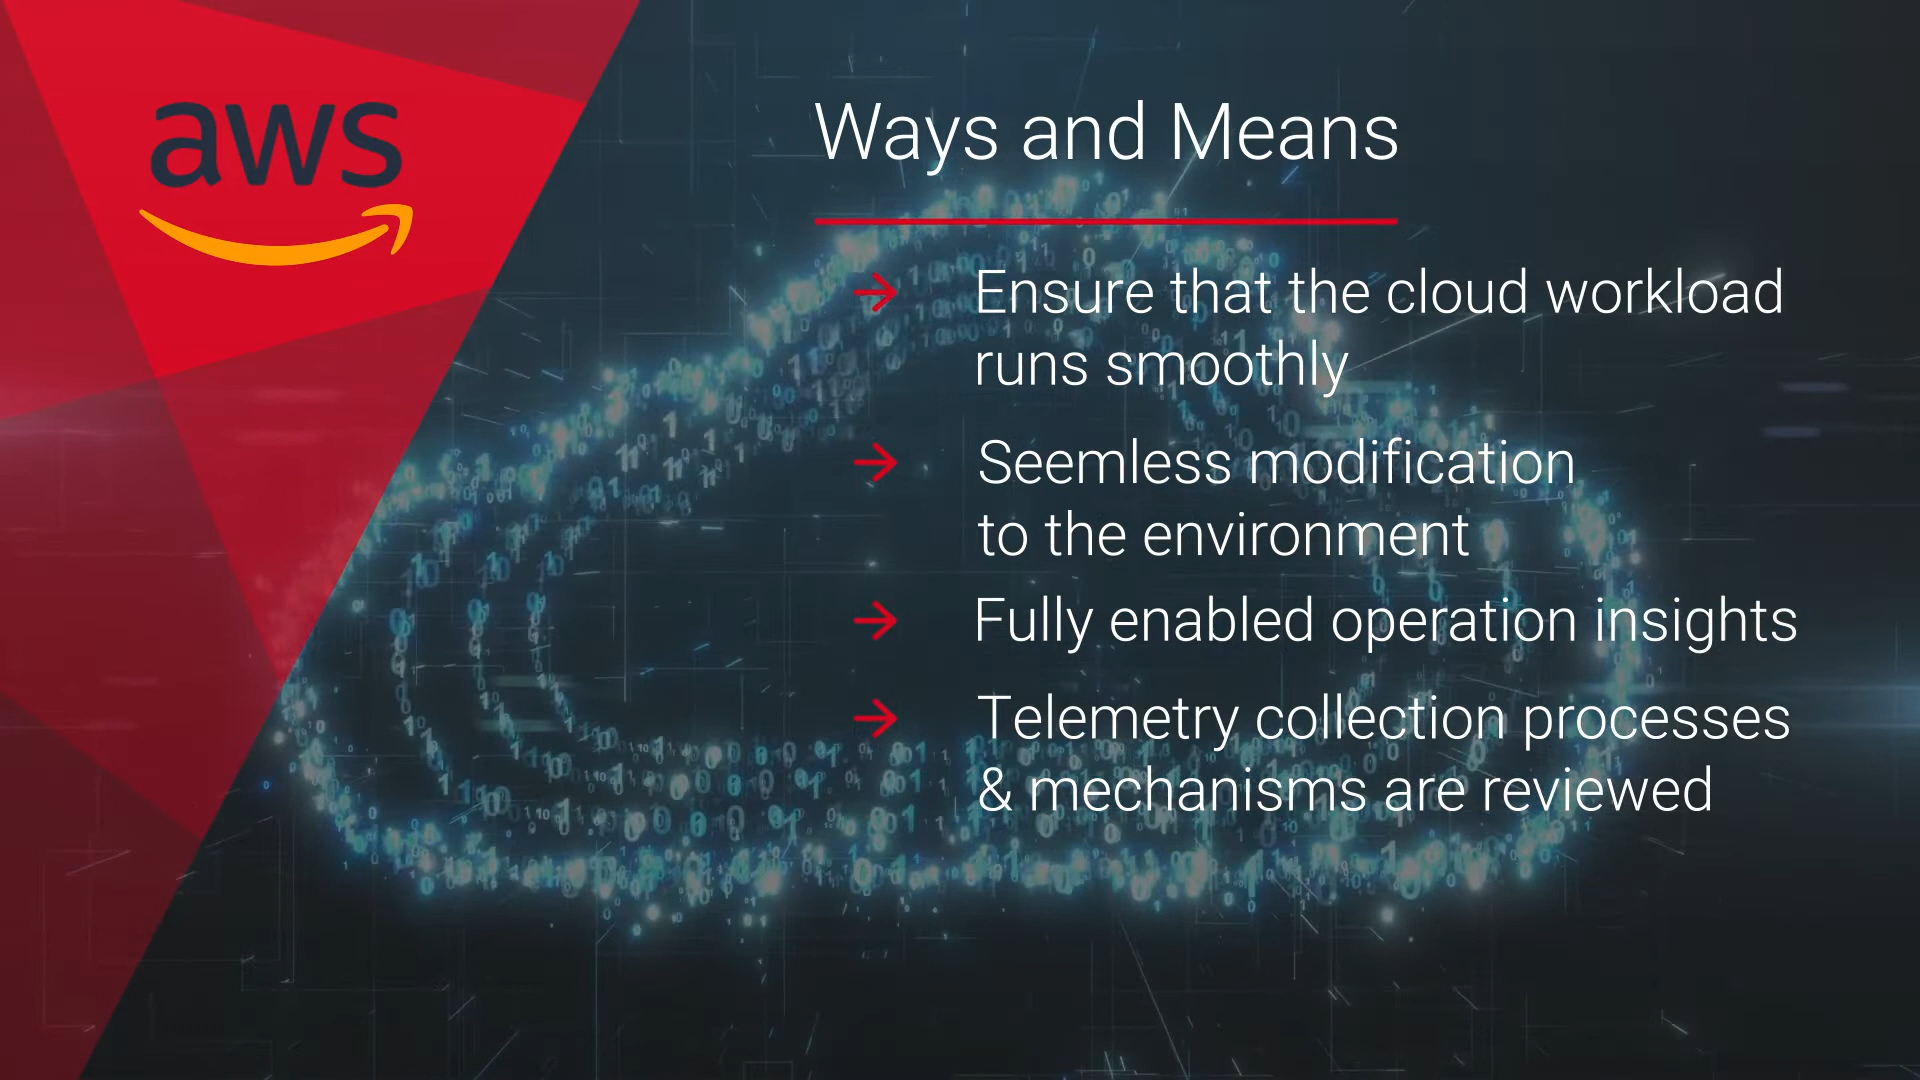 aws
Ways and Means
Ensure that the cloud workload
runs smoothly
Seemless modification
to the environment
Fully enabled operation insights
Telemetry collection processes
& mechanisms are reviewed